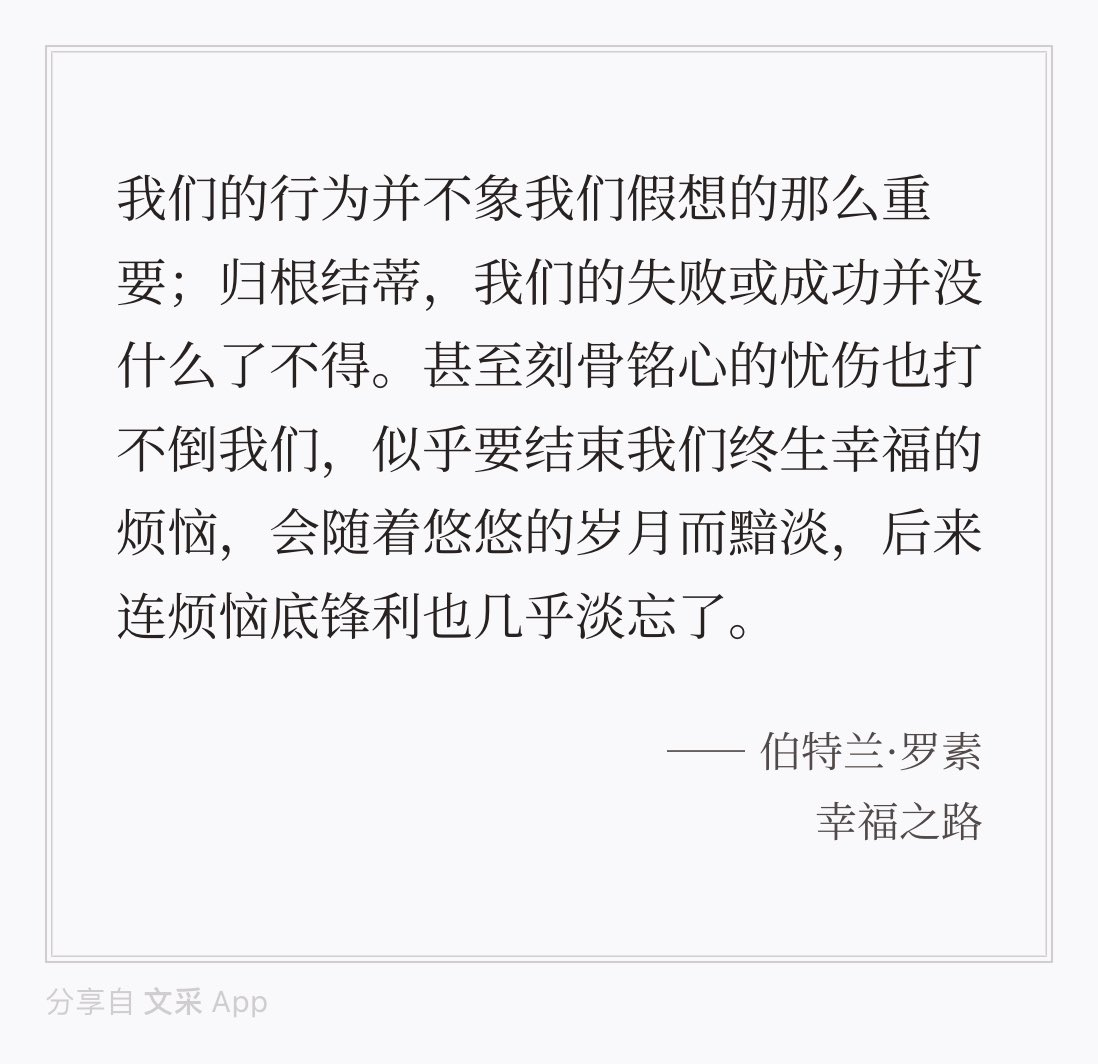 我们的行为并不象我们假想的那么重
要；归根结蒂，我们的失败或成功并没
什么了不得。甚至刻骨铭心的忧伤也打
不倒我们，似乎要结束我们终生幸福的
烦恼，会随着悠悠的岁月而黯淡，后来
连烦恼底锋利也几乎淡忘了。
—— 伯特兰·罗素
幸福之路
分享自 文采 App